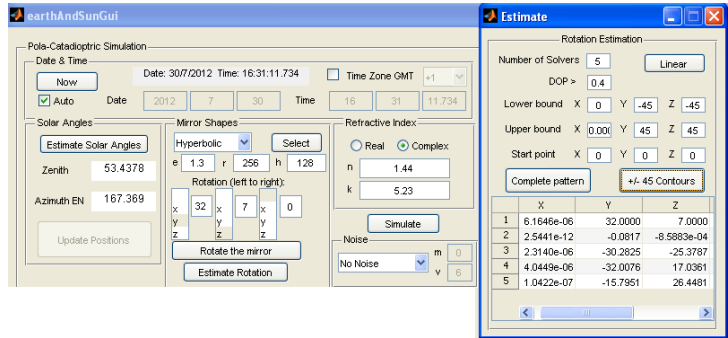 earthAndSunGui
Pola-Catadioptric Simulation
Date & Time
Now
Date: 30/7/2012 Time: 16:31:11.734
Time Zone GMT +1
Auto
Date 2012 7 30 Time 16 31 11.734
Solar Angles
Estimate Solar Angles
Zenith 53.4378
Azimuth EN 167.369
Update Positions
Mirror Shapes
Hyperbolic Select
e 1.3 r 256 h 128
Rotation (left to right):
x y z 32 x y z 7 x y z 0
Rotate the mirror
Estimate Rotation
Refractive Index
Real Complex
n 1.44
k 5.23
Simulate
Noise
No Noise
m 0
v 6
Estimate
Rotation Estimation
Number of Solvers 5 Linear
DOP > 0.4
Lower bound X 0 Y -45 Z -45
Upper bound X 0.00( Y 45 Z 45
Start point X 0 Y 0 Z 0
Complete pattern +/- 45 Contours
X Y Z
1 6.1646e-06 32.0000 7.0000
2 2.5441e-12 -0.0817 -8.5883e-04
3 2.3140e-06 -30.2825 -25.3787
4 4.0449e-06 -32.0076 17.0361
5 1.0422e-07 -15.7951 26.4481